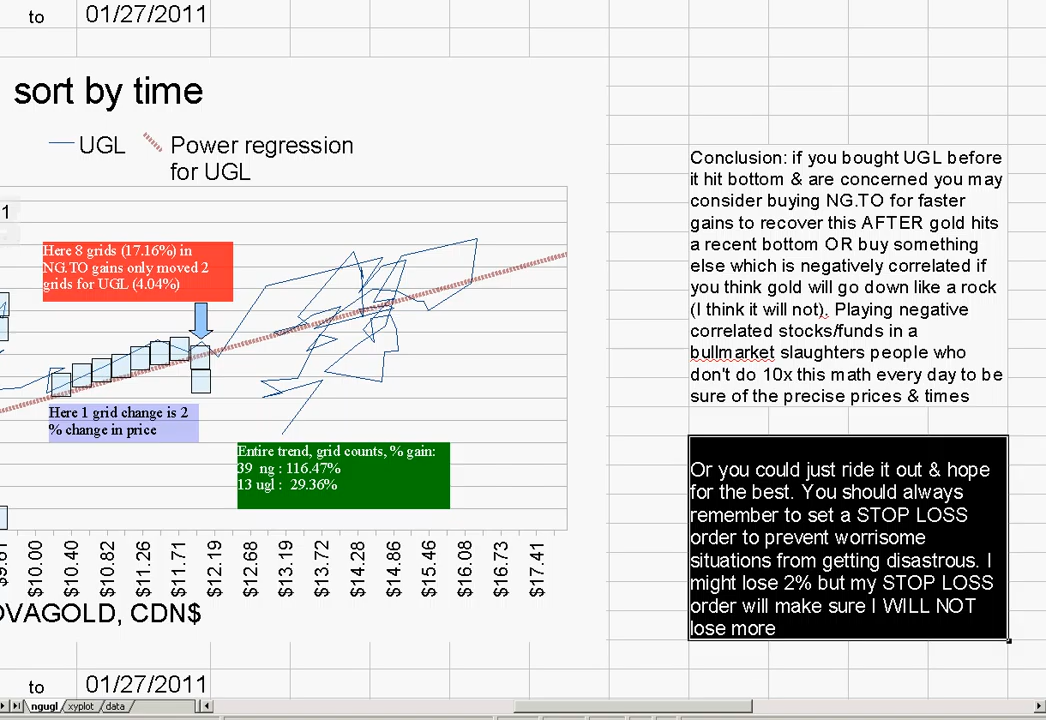 to 01/27/2011
sort by time
UGL Power regression
for UGL
1
Here 8 grids (17.16%) in
NG.TO gains only moved 2
grids for UGL (4.04%)
Here 1 grid change is 2
% change in price
Entire trend, grid counts, % gain:
39 ng : 116.47%
13 ugl : 29.36%
$9.61 $10.00 $10.40 $10.82 $11.26 $11.71 $12.19 $12.68 $13.19 $13.72 $14.28 $14.86 $15.46 $16.08 $16.73 $17.41
OVAGOLD, CDN$
Conclusion: if you bought UGL before
it hit bottom & are concerned you may
consider buying NG.TO for faster
gains to recover this AFTER gold hits
a recent bottom OR buy something
else which is negatively correlated if
you think gold will go down like a rock
(I think it will not). Playing negative
correlated stocks/funds in a
bullmarket slaughters people who
don't do 10x this math every day to be
sure of the precise prices & times
Or you could just ride it out & hope
for the best. You should always
remember to set a STOP LOSS
order to prevent worrisome
situations from getting disastrous. I
might lose 2% but my STOP LOSS
order will make sure I WILL NOT
lose more
to 01/27/2011
ngugl xyplot data